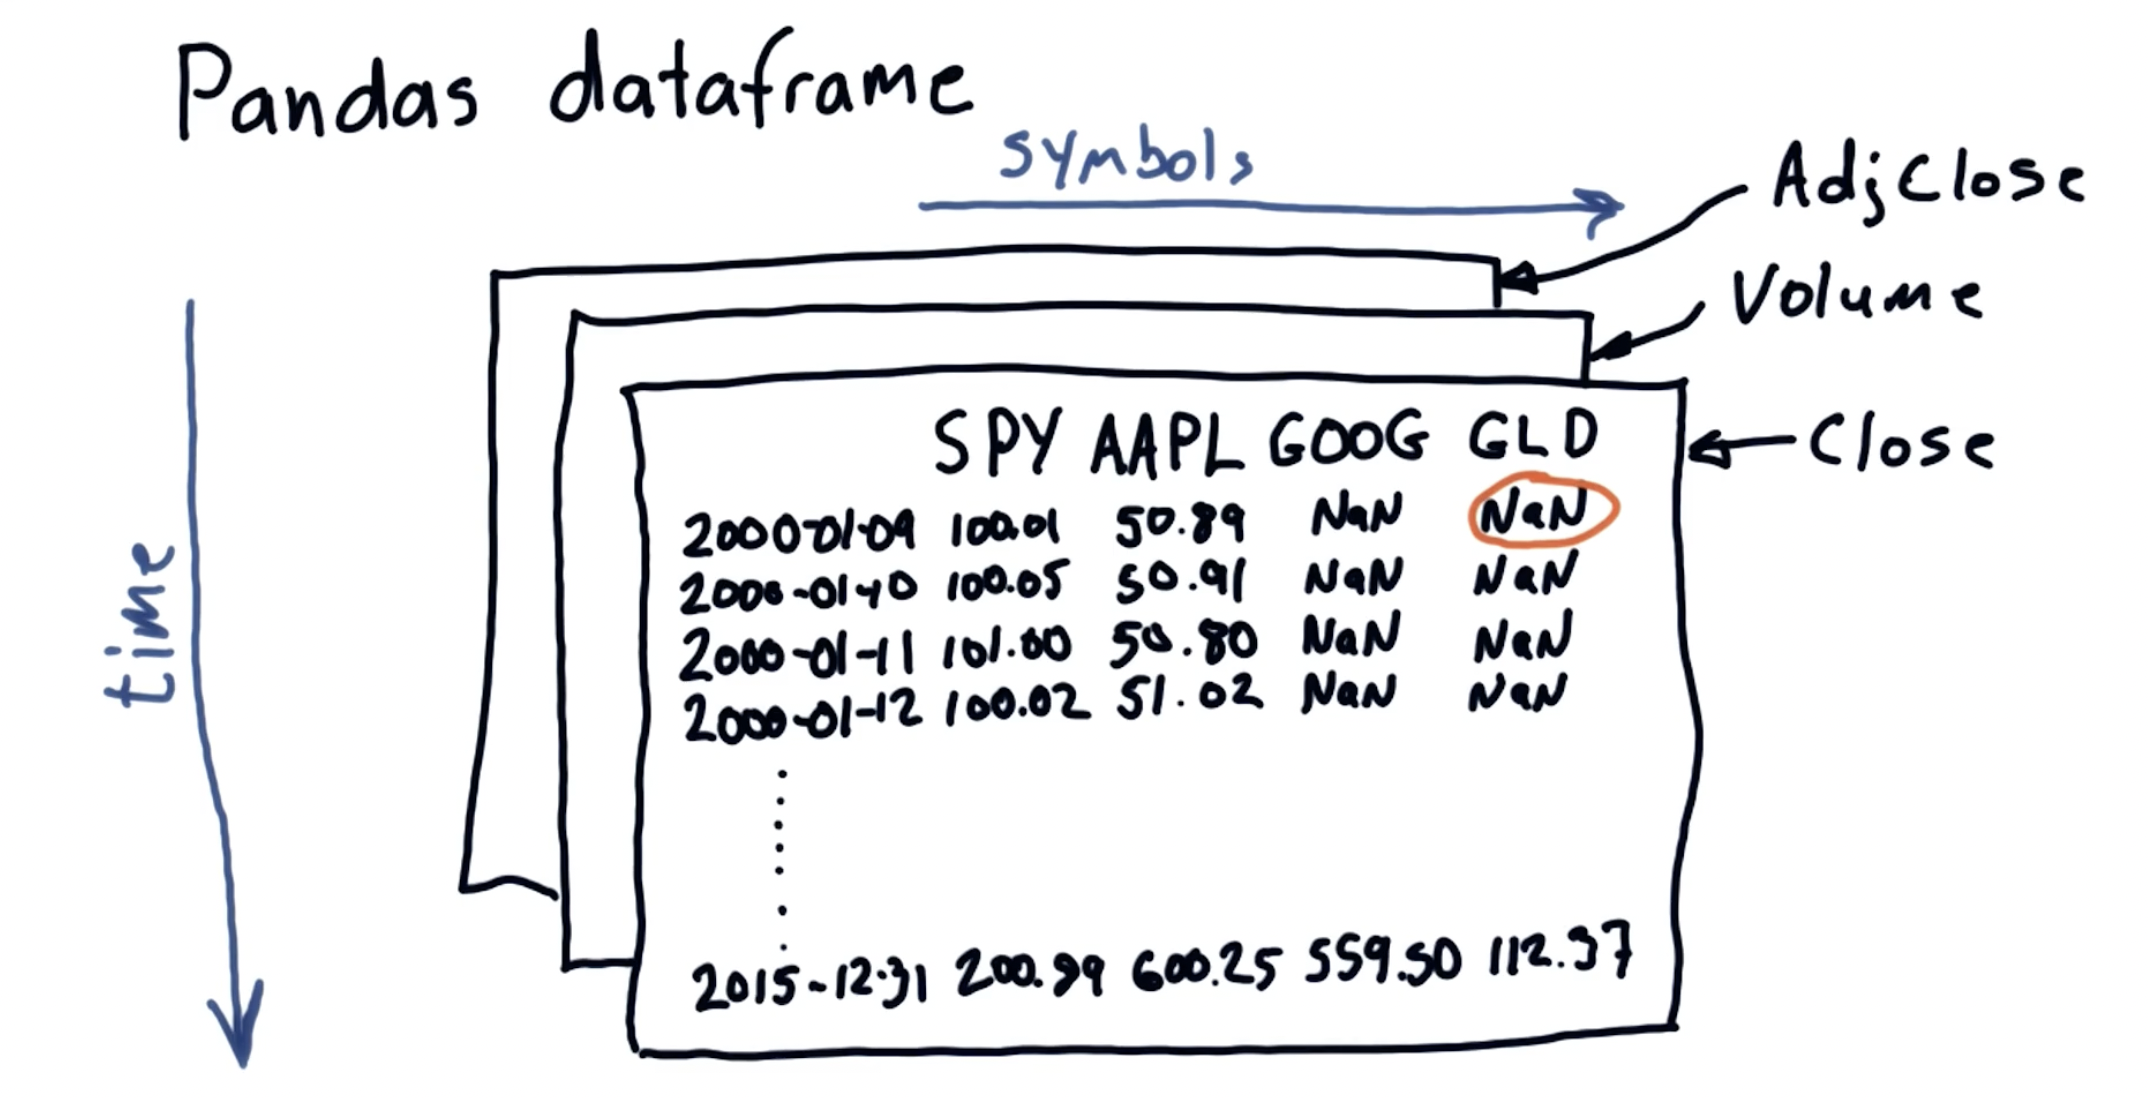 Pandas dataframe
symbols
AdjClose
Volume
Close
time
SPY AAPL GOOG GLD
2000-01-09 100.01 50.89 NaN NaN
2000-01-10 100.05 50.91 NaN NaN
2000-01-11 101.00 50.80 NaN NaN
2000-01-12 100.02 51.02 NaN NaN
2015-12-31 200.89 600.25 559.50 112.37